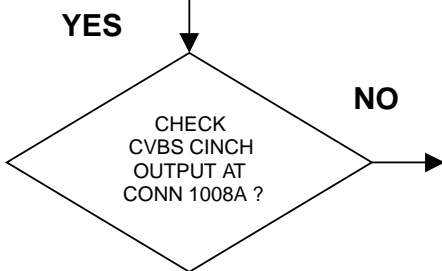 YES
NO
CHECK
CVBS CINCH
OUTPUT AT
CONN 1008A ?